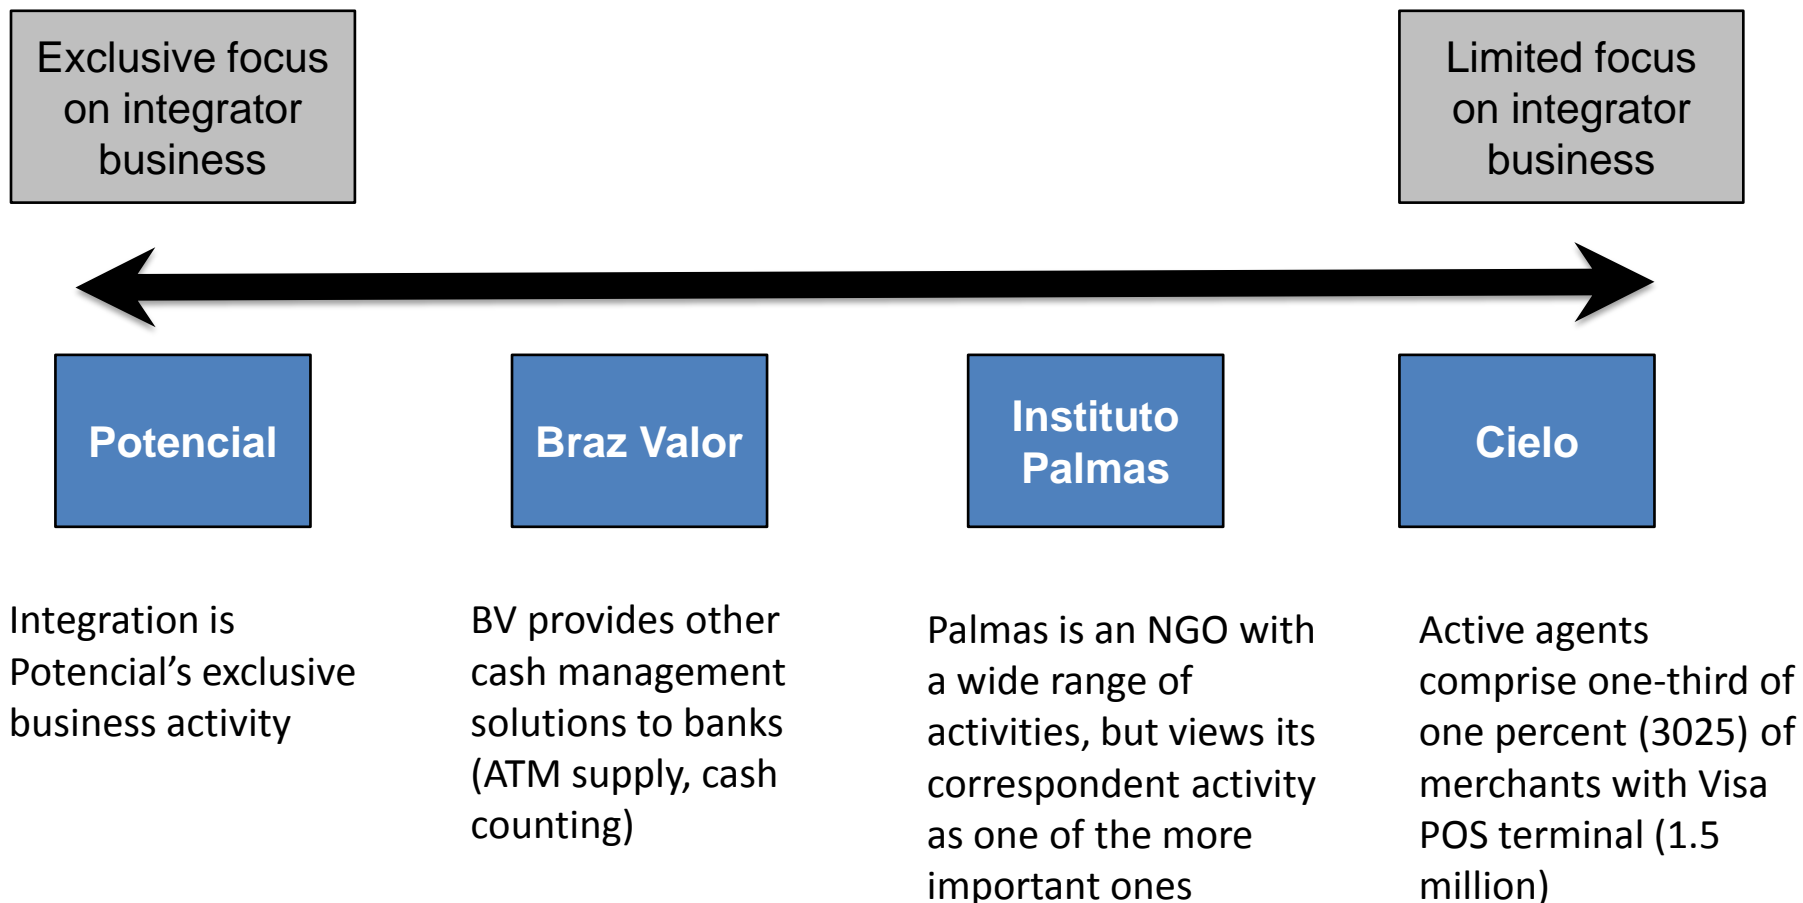 Exclusive focus
on integrator
business
Limited focus
on integrator
business
Potencial
Braz Valor
Instituto
Palmas
Cielo
Integration is
Potencial’s exclusive
business activity
BV provides other
cash management
solutions to banks
(ATM supply, cash
counting)
Palmas is an NGO with
a wide range of
activities, but views its
correspondent activity
as one of the more
important ones
Active agents
comprise one-third of
one percent (3025) of
merchants with Visa
POS terminal (1.5
million)